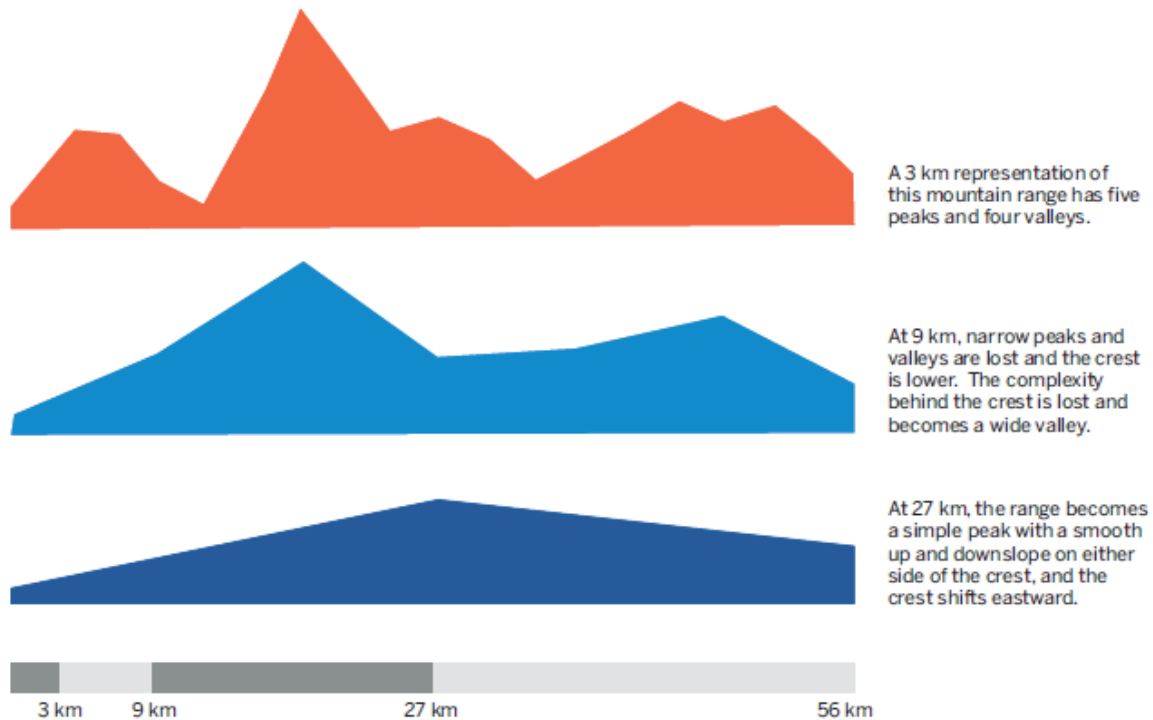 A 3 km representation of
this mountain range has five
peaks and four valleys.
At 9 km, narrow peaks and
valleys are lost and the crest
is lower. The complexity
behind the crest is lost and
becomes a wide valley.
At 27 km, the range becomes
a simple peak with a smooth
up and downslope on either
side of the crest, and the
crest shifts eastward.
3 km 9 km 27 km 56 km